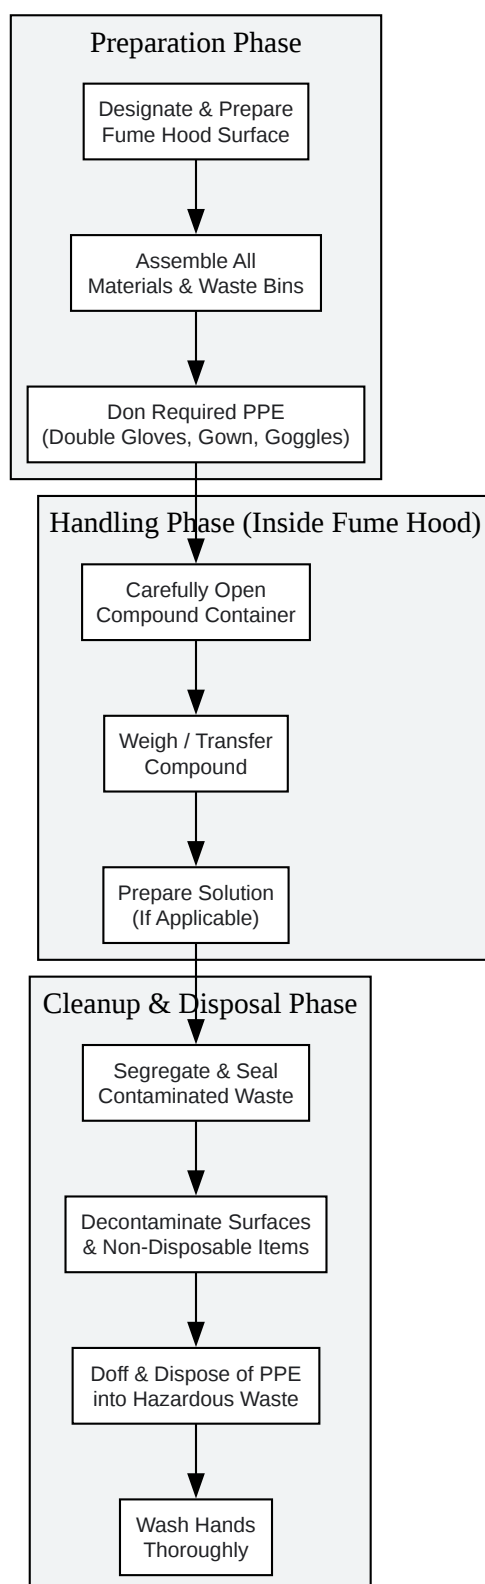 Preparation Phase
Designate & Prepare
Fume Hood Surface
Assemble All
Materials & Waste Bins
Don Required PPE
(Double Gloves, Gown, Goggles)
Handling Phase (Inside Fume Hood)
Carefully Open
Compound Container
Weigh / Transfer
Compound
Prepare Solution
(If Applicable)
Cleanup & Disposal Phase
Segregate & Seal
Contaminated Waste
Decontaminate Surfaces
& Non-Disposable Items
Doff & Dispose of PPE
into Hazardous Waste
Wash Hands
Thoroughly